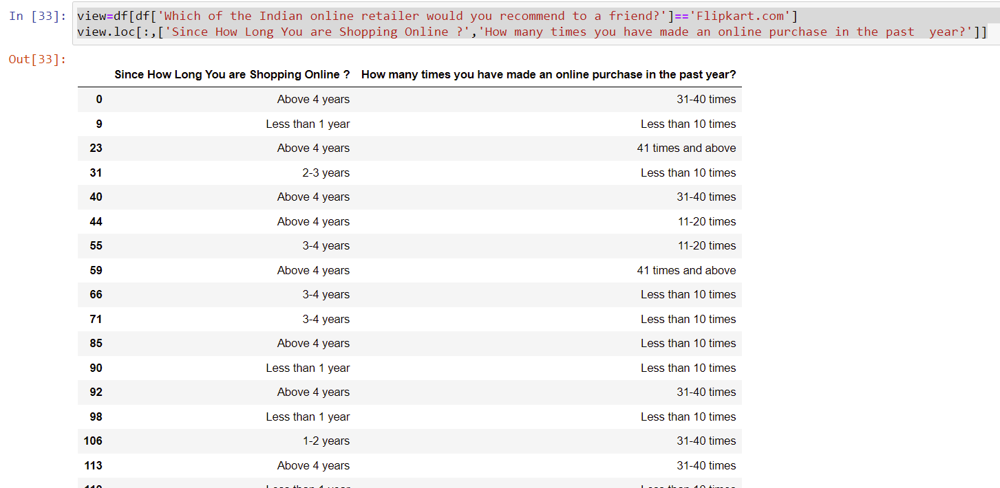 In [33]: view=df[df['Which of the Indian online retailer would you recommend to a friend?']=='Flipkart.com']
view.loc[:,['Since How Long You are Shopping Online ?','How many times you have made an online purchase in the past  year?']]
Out[33]:
Since How Long You are Shopping Online ? How many times you have made an online purchase in the past year?
0 Above 4 years 31-40 times
9 Less than 1 year Less than 10 times
23 Above 4 years 41 times and above
31 2-3 years Less than 10 times
40 Above 4 years 31-40 times
44 Above 4 years 11-20 times
55 3-4 years 11-20 times
59 Above 4 years 41 times and above
66 3-4 years Less than 10 times
71 3-4 years Less than 10 times
85 Above 4 years Less than 10 times
90 Less than 1 year Less than 10 times
92 Above 4 years 31-40 times
98 Less than 1 year Less than 10 times
106 1-2 years 31-40 times
113 Above 4 years 31-40 times
Less than 1 year Less than 10 times